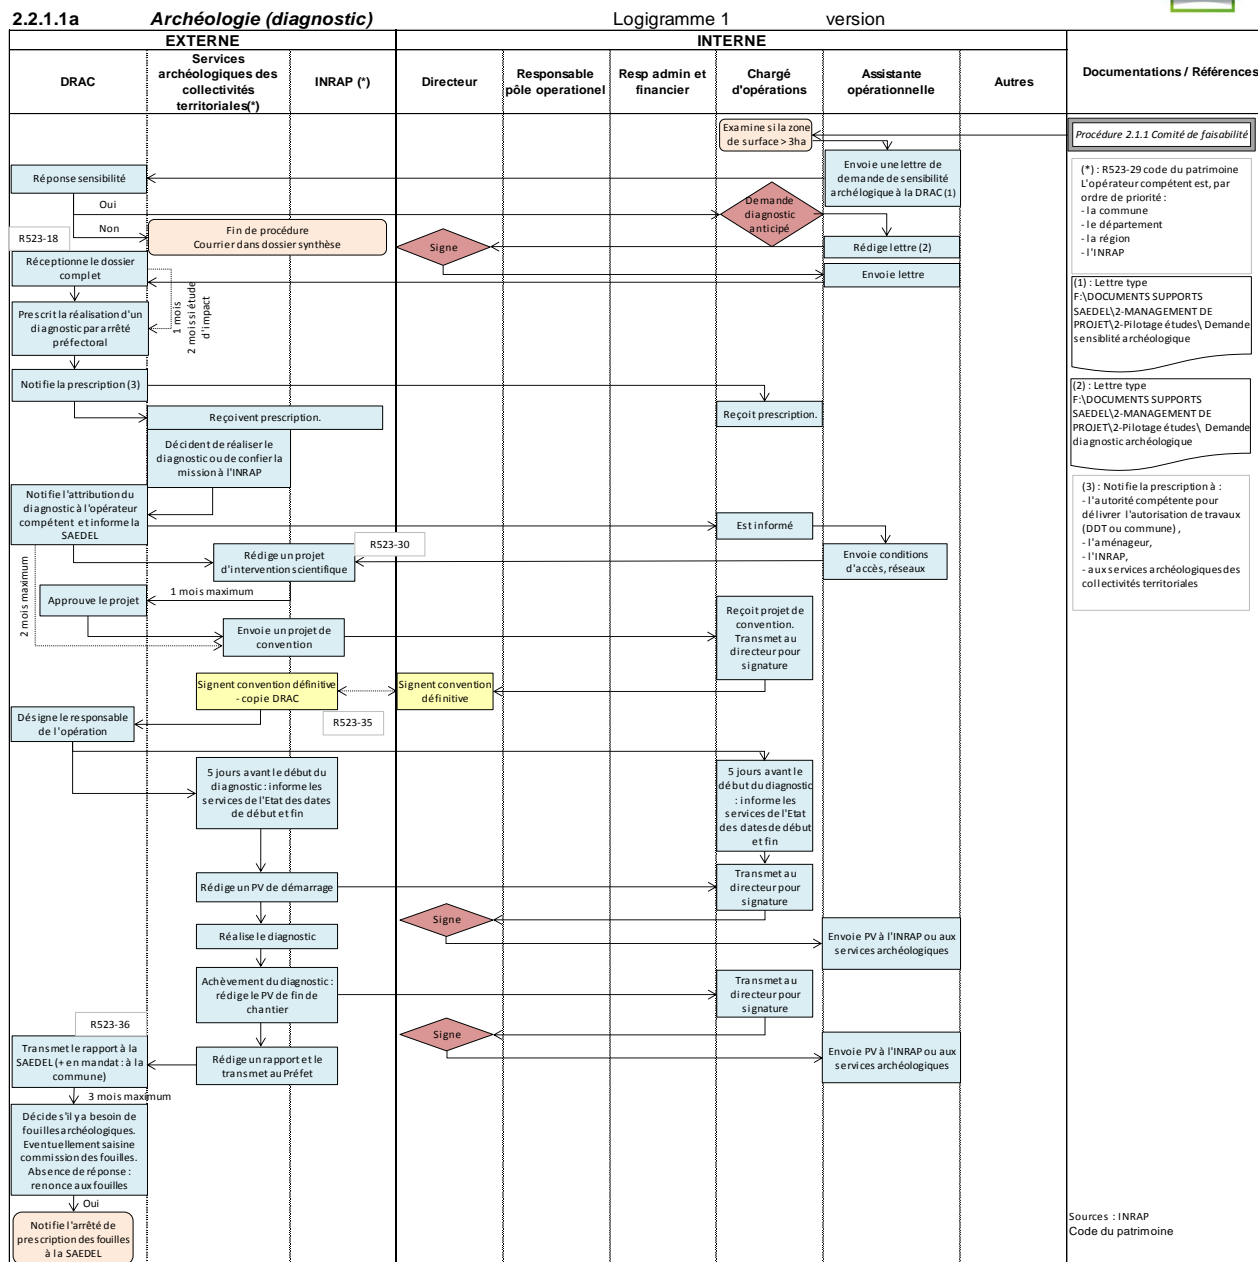 2.2.1.1a Archéologie (diagnostic) Logigramme 1 version
EXTERNE
INTERNE
DRAC
Services
archéologiques des
collectivités
territoriales(*)
INRAP (*)
Directeur
Responsable
pôle operationel
Resp admin et
financier
Chargé
d'opérations
Assistante
opérationnelle
Autres
Documentations / Références
Examine si la zone
de surface > 3ha
Procédure 2.1.1 Comité de faisabilité
Envoie une lettre de
demande de sensibilité
archélogique à la DRAC (1)
Réponse sensibilité
Oui
Non
Demande
diagnostic
anticipé
R523-18
Fin de procédure
Courrier dans dossier synthèse
Signe
Rédige lettre (2)
Envoie lettre
Réceptionne le dossier
complet
1 mois
2 mois si étude
d'impact
Prescrit la réalisation d'un
diagnostic par arrêté
préfectoral
Notifie la prescription (3)
Reçoivent prescription.
Reçoit prescription.
Décident de réaliser le
diagnostic ou de confier la
mission à l'INRAP
Notifie l'attribution du
diagnostic à l'opérateur
compétent et informe la
SAEDEL
Est informé
R523-30
Rédige un projet
d'intervention scientifique
Envoie conditions
d'accès, réseaux
2 mois maximum
Approuve le projet
1 mois maximum
Envoie un projet de
convention
Reçoit projet de
convention.
Transmet au
directeur pour
signature
Signent convention définitive
- copie DRAC
Signent convention
définitive
R523-35
Désigne le responsable
de l'opération
5 jours avant le début du
diagnostic : informe les
services de l'Etat des dates
de début et fin
5 jours avant le
début du diagnostic
: informe les
services de l'Etat
des dates de début
et fin
Rédige un PV de démarrage
Transmet au
directeur pour
signature
Signe
Réalise le diagnostic
Envoie PV à l'INRAP ou aux
services archéologiques
Achèvement du diagnostic :
rédige le PV de fin de
chantier
Transmet au
directeur pour
signature
R523-36
Signe
Transmet le rapport à la
SAEDEL (+ en mandat : à la
commune)
Rédige un rapport et le
transmet au Préfet
Envoie PV à l'INRAP ou aux
services archéologiques
3 mois maximum
Décide s'il y a besoin de
fouilles archéologiques.
Eventuellement saisine
commission des fouilles.
Absence de réponse :
renonce aux fouilles
Oui
Notifie l'arrêté de
prescription des fouilles
à la SAEDEL
(*) : R523-29 code du patrimoine
L'opérateur compétent est, par
ordre de priorité :
- la commune
- le département
- la région
- l'INRAP
(1) : Lettre type
F:\DOCUMENTS SUPPORTS
SAEDEL\2-MANAGEMENT DE
PROJET\2-Pilotage études\ Demande
sensiblité archéologique
(2) : Lettre type
F:\DOCUMENTS SUPPORTS
SAEDEL\2-MANAGEMENT DE
PROJET\2-Pilotage études\ Demande
diagnostic archéologique
(3) : Notifie la prescription à :
- l'autorité compétente pour
délivrer l'autorisation de travaux
(DDT ou commune) ,
- l'aménageur,
- l'INRAP,
- aux services archéologiques des
collectivités territoriales
Sources : INRAP
Code du patrimoine